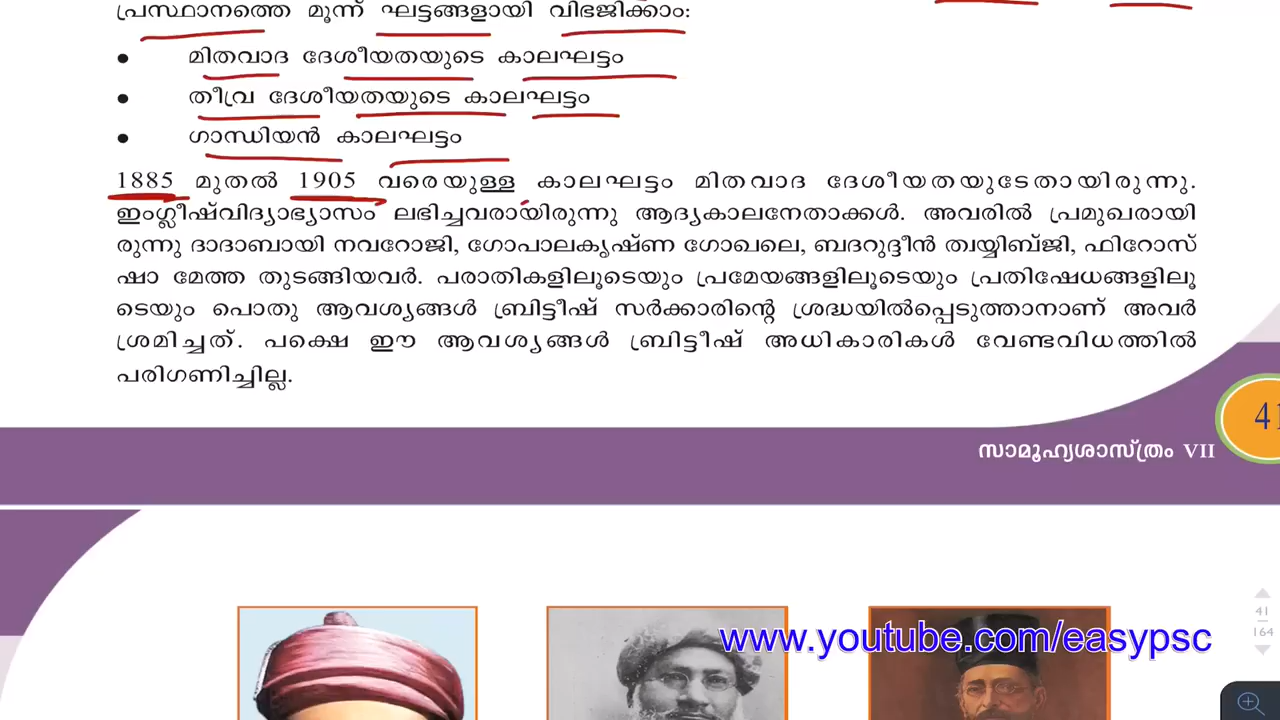 പ്രസ്ഥാനത്തെ മൂന്ന് ഘട്ടങ്ങളായി വിഭജിക്കാം:
• മിതവാദ ദേശീയതയുടെ കാലഘട്ടം
• തീവ്ര ദേശീയതയുടെ കാലഘട്ടം
• ഗാന്ധിയൻ കാലഘട്ടം
1885 മുതൽ 1905 വരെയുള്ള കാലഘട്ടം മിതവാദ ദേശീയതയുടേതായിരുന്നു.
ഇംഗ്ലീഷ്‌വിദ്യാഭ്യാസം ലഭിച്ചവരായിരുന്നു ആദ്യകാലനേതാക്കൾ. അവരിൽ പ്രമുഖരായി
രുന്നു ദാദാബായി നവറോജി, ഗോപാലകൃഷ്ണ ഗോഖലെ, ബദറുദ്ദീൻ ത്വയ്യിബ്ജി, ഫിറോസ്
ഷാ മേത്ത തുടങ്ങിയവർ. പരാതികളിലൂടെയും പ്രമേയങ്ങളിലൂടെയും പ്രതിഷേധങ്ങളിലൂ
ടെയും പൊതു ആവശ്യങ്ങൾ ബ്രിട്ടീഷ് സർക്കാരിന്റെ ശ്രദ്ധയിൽപ്പെടുത്താനാണ് അവർ
ശ്രമിച്ചത്. പക്ഷെ ഈ ആവശ്യങ്ങൾ ബ്രിട്ടീഷ് അധികാരികൾ വേണ്ടവിധത്തിൽ
പരിഗണിച്ചില്ല.
41
സാമൂഹ്യശാസ്ത്രം VII
41
164
www.youtube.com/easypsc